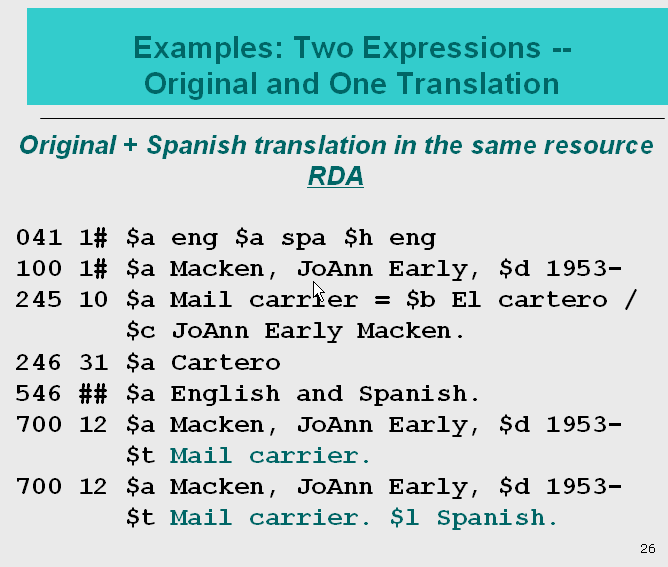 Examples: Two Expressions --
Original and One Translation
Original + Spanish translation in the same resource
RDA
041 1# $a eng $a spa $h eng
100 1# $a Macken, JoAnn Early, $d 1953-
245 10 $a Mail carrier = $b El cartero /
$c JoAnn Early Macken.
246 31 $a Cartero
546 ## $a English and Spanish.
700 12 $a Macken, JoAnn Early, $d 1953-
$t Mail carrier.
700 12 $a Macken, JoAnn Early, $d 1953-
$t Mail carrier. $l Spanish.
26